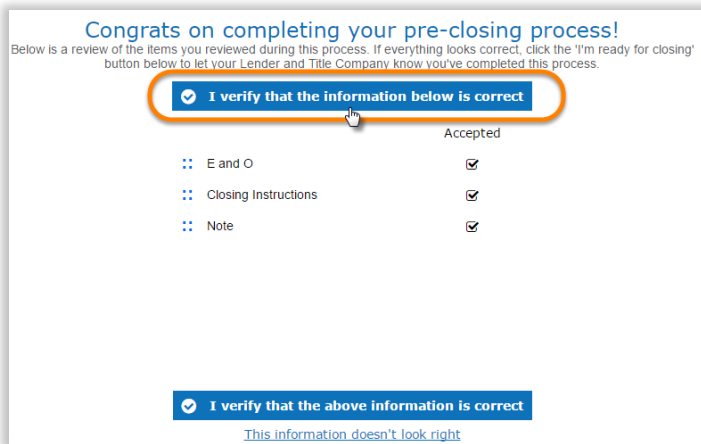 Congrats on completing your pre-closing process!
Below is a review of the items you reviewed during this process. If everything looks correct, click the 'I'm ready for closing'
button below to let your Lender and Title Company know you've completed this process.
I verify that the information below is correct
Accepted
E and O
Closing Instructions
Note
I verify that the above information is correct
This information doesn't look right